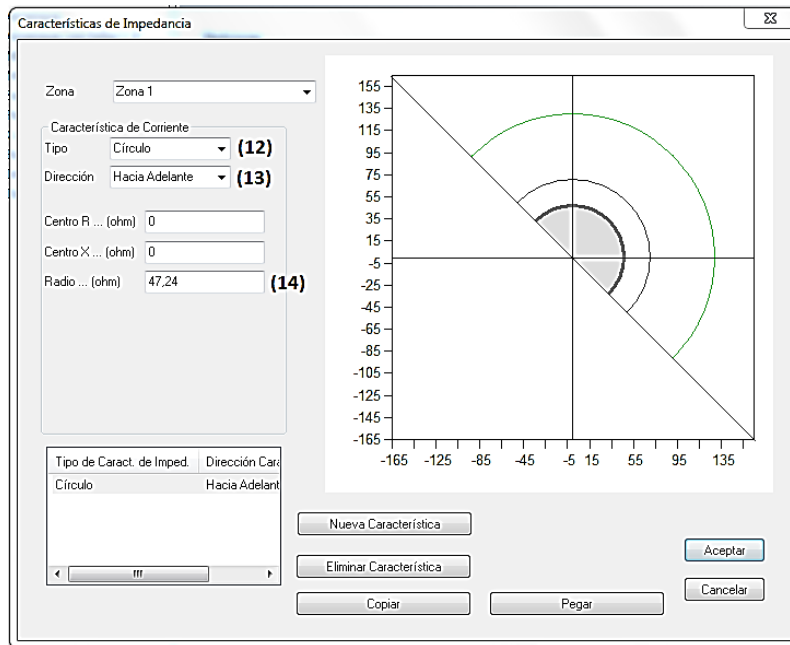 Características de Impedancia
Zona Zona 1
Característica de Corriente
Tipo Círculo (12)
Dirección Hacia Adelante (13)
Centro R ... (ohm) 0
Centro X ... (ohm) 0
Radio ... (ohm) 47,24 (14)
155
135
115
95
75
55
35
15
-5
-25
-45
-65
-85
-105
-125
-145
-165
-165 -125 -85 -45 -5 15 55 95 135
Tipo de Caract. de Imped. Dirección Cara
Círculo Hacia Adelant
Nueva Característica
Eliminar Característica
Copiar Pegar
Aceptar
Cancelar